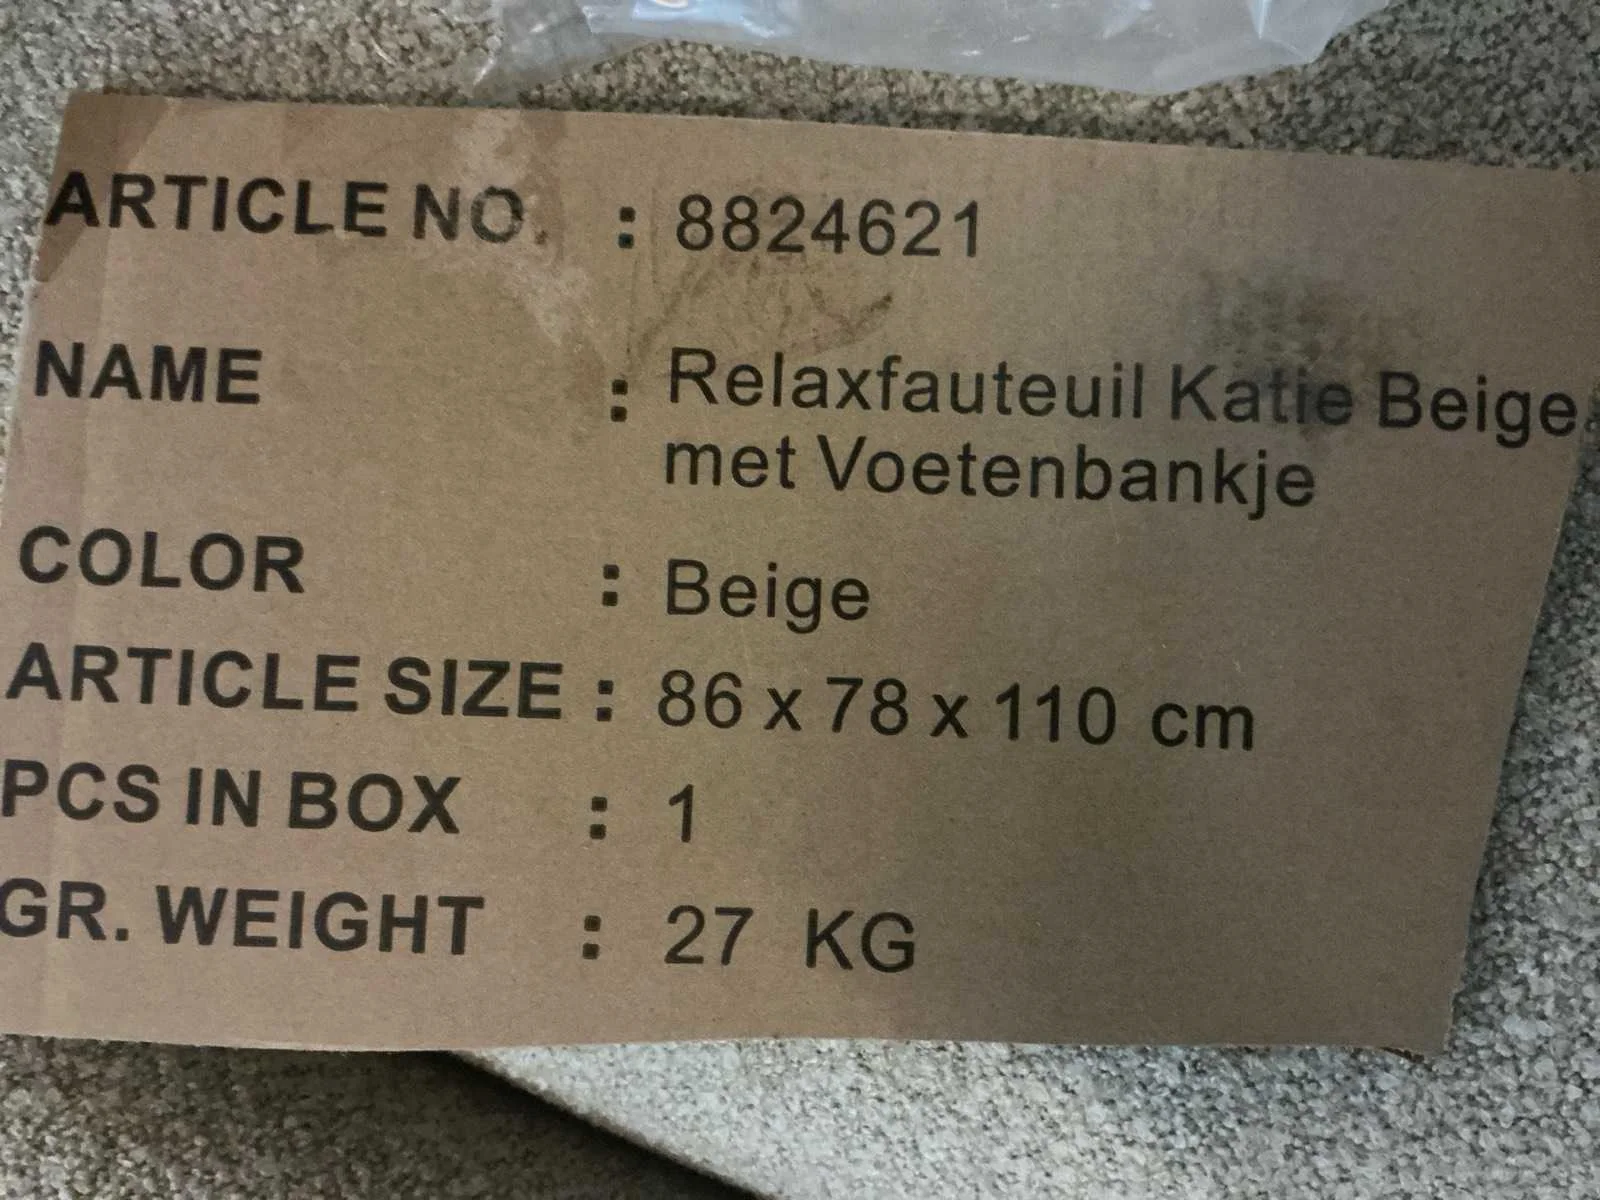 ARTICLE NO. : 8824621
NAME : Relaxfauteuil Katie Beige
met Voetenbankje
COLOR : Beige
ARTICLE SIZE : 86 x 78 x 110 cm
PCS IN BOX : 1
GR. WEIGHT : 27 KG